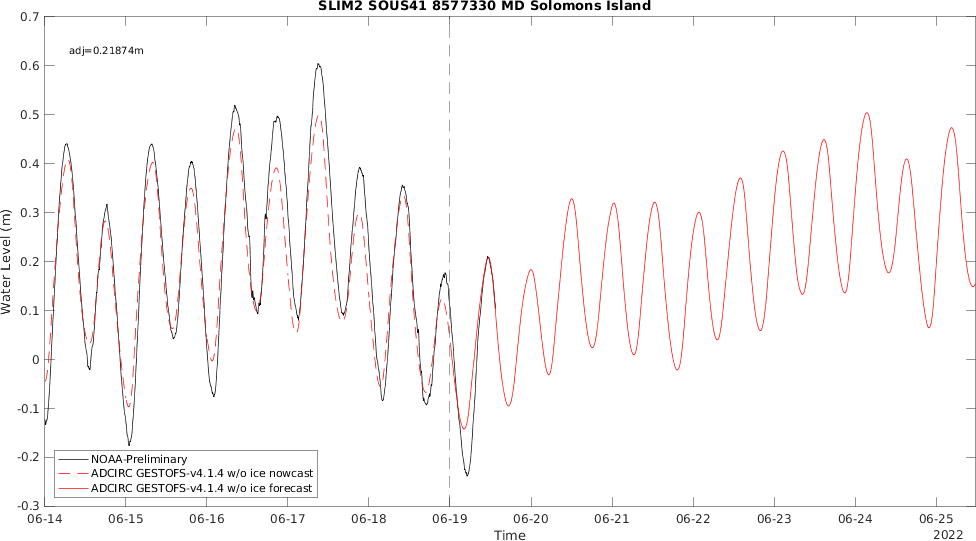 SLIM2 SOUS41 8577330 MD Solomons Island
0.7
adj=0.21874m
0.6
0.5
0.4
0.3
0.2
0.1
0
-0.1
-0.2
-0.3
Water Level (m)
NOAA-Preliminary
ADCIRC GESTOFS-v4.1.4 w/o ice nowcast
ADCIRC GESTOFS-v4.1.4 w/o ice forecast
06-14 06-15 06-16 06-17 06-18 06-19 06-20 06-21 06-22 06-23 06-24 06-25
Time
2022